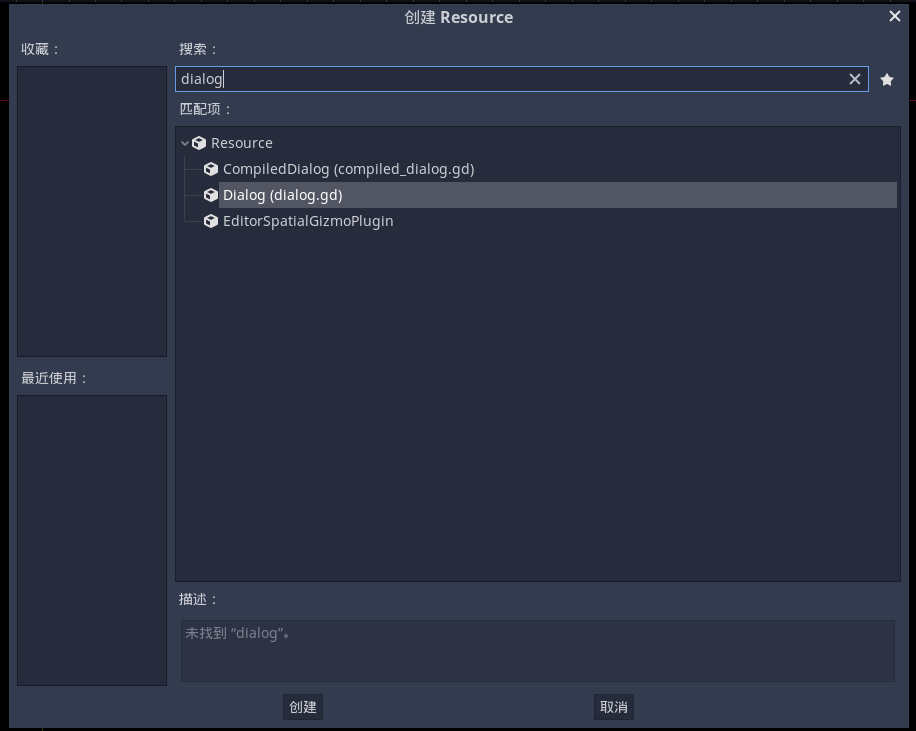 创建 Resource
收藏：
搜索：
dialog
匹配项：
Resource
CompiledDialog (compiled_dialog.gd)
Dialog (dialog.gd)
EditorSpatialGizmoPlugin
最近使用：
描述：
未找到 “dialog”。
创建
取消